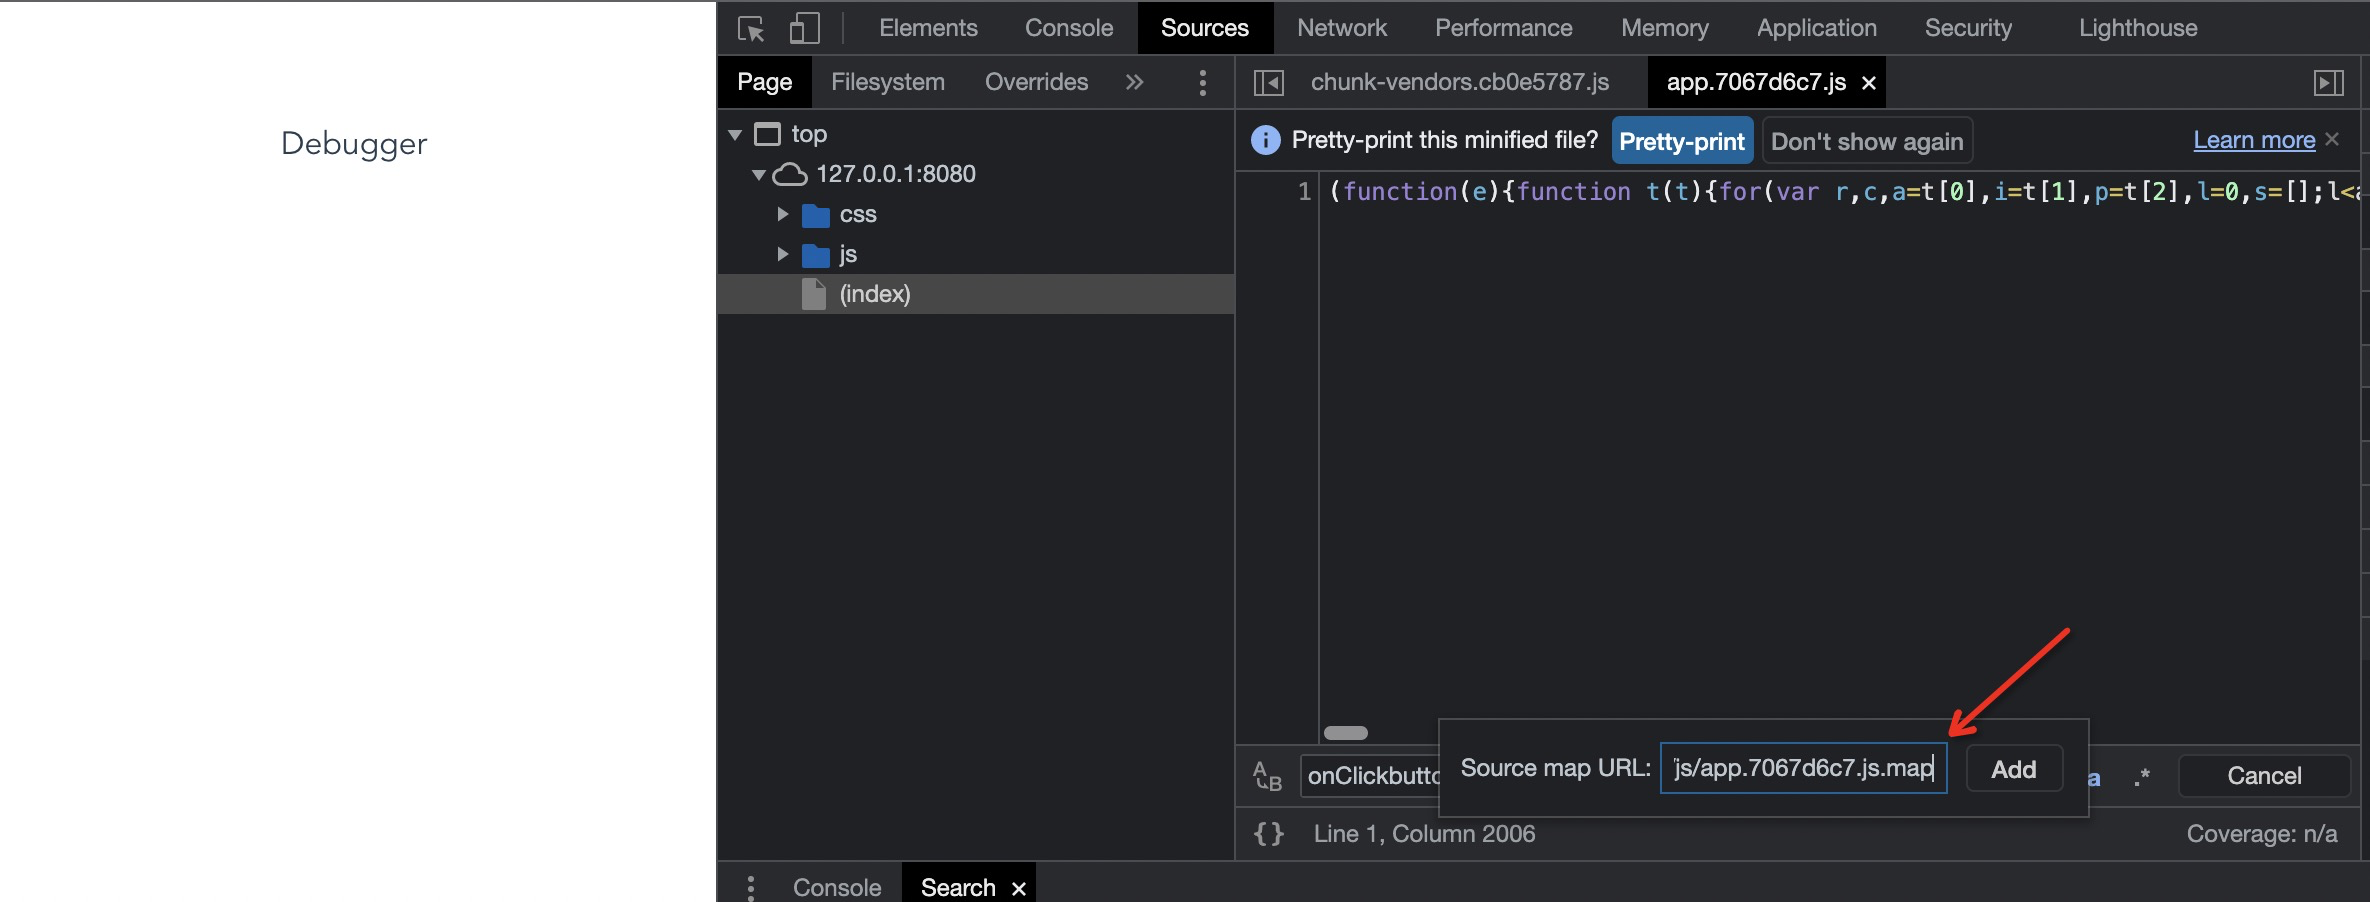 Debugger
Elements Console Sources Network Performance Memory Application Security Lighthouse
Page Filesystem Overrides »
chunk-vendors.cb0e5787.js app.7067d6c7.js ×
top
127.0.0.1:8080
css
js
(index)
Pretty-print this minified file? Pretty-print Don't show again Learn more ×
1 (function(e){function t(t){for(var r,c,a=t[0],i=t[1],p=t[2],l=0,s=[];l<a
Source map URL: js/app.7067d6c7.js.map Add
onClickbutto a .* Cancel
{} Line 1, Column 2006 Coverage: n/a
Console Search ×